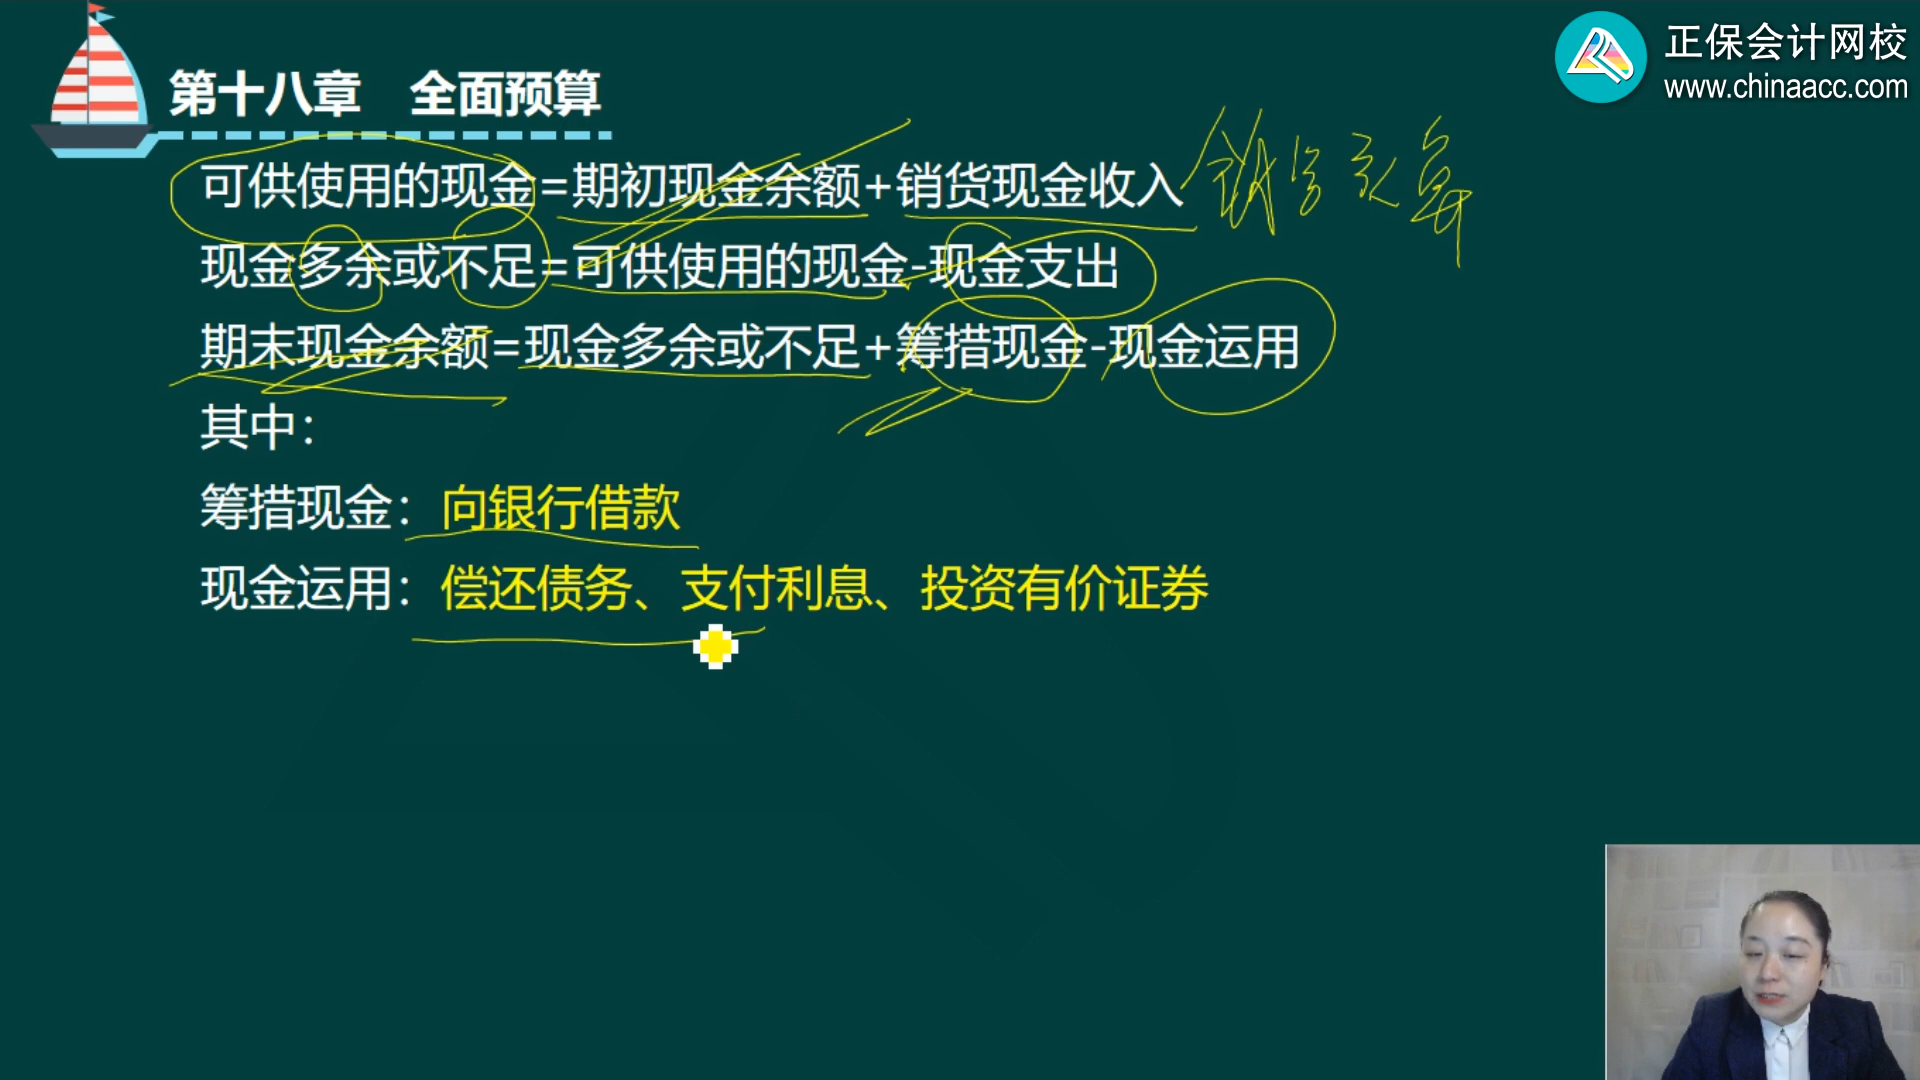 正保会计网校
www.chinaacc.com
第十八章 全面预算
可供使用的现金=期初现金余额+销货现金收入
销售预算
现金多余或不足=可供使用的现金-现金支出
期末现金余额=现金多余或不足+筹措现金-现金运用
其中：
筹措现金：向银行借款
现金运用：偿还债务、支付利息、投资有价证券